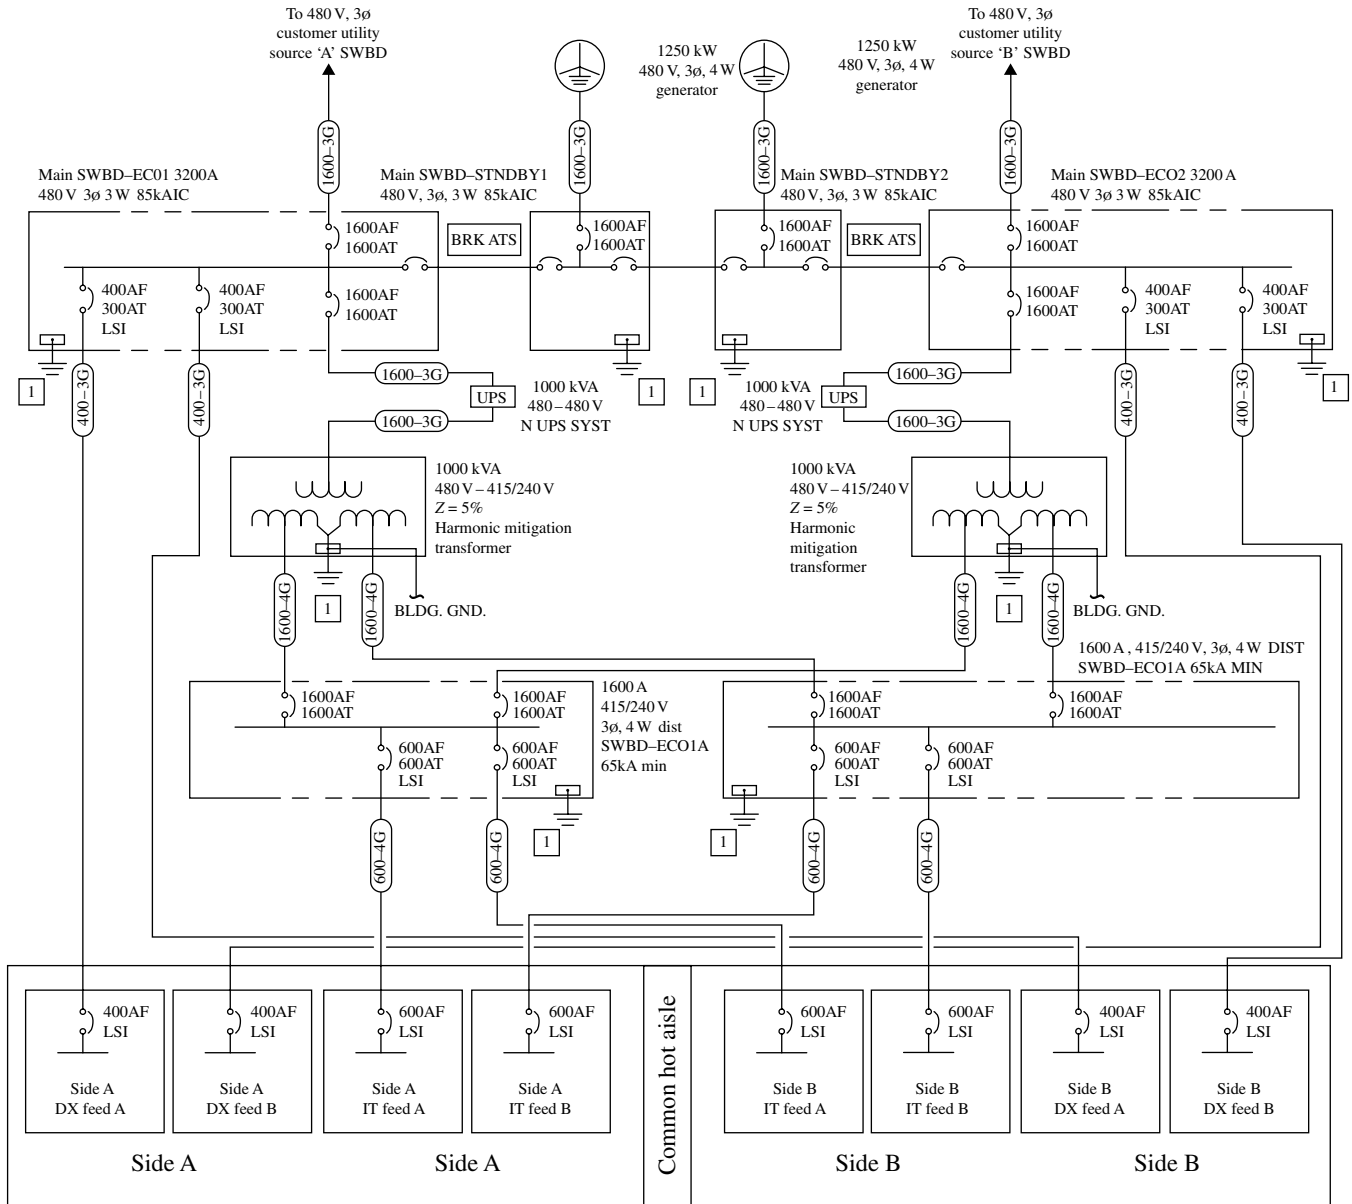 To 480 V, 3ø
customer utility
source ‘A’ SWBD
1250 kW
480 V, 3ø, 4 W
generator
1250 kW
480 V, 3ø, 4 W
generator
To 480 V, 3ø
customer utility
source ‘B’ SWBD
1600–3G
1600–3G
1600–3G
1600–3G
Main SWBD–EC01 3200A
480 V 3ø 3 W 85kAIC
Main SWBD–STNDBY1
480 V, 3ø, 3 W 85kAIC
Main SWBD–STNDBY2
480 V, 3ø, 3 W 85kAIC
Main SWBD–ECO2 3200 A
480 V 3ø 3 W 85kAIC
1600AF
1600AT
BRK ATS
1600AF
1600AT
1600AF
1600AT
BRK ATS
1600AF
1600AT
400AF
300AT
LSI
400AF
300AT
LSI
1600AF
1600AT
1600AF
1600AT
400AF
300AT
LSI
400AF
300AT
LSI
1
1
1
1
400–3G
400–3G
1600–3G
UPS
1600–3G
1000 kVA
480–480 V
N UPS SYST
1000 kVA
480–480 V
N UPS SYST
UPS
1600–3G
1600–3G
400–3G
400–3G
1000 kVA
480 V – 415/240 V
Z = 5%
Harmonic mitigation
transformer
1000 kVA
480 V – 415/240 V
Z = 5%
Harmonic
mitigation
transformer
1600–4G
1
1600–4G
BLDG. GND.
1600–4G
1
1600–4G
BLDG. GND.
1600 A , 415/240 V, 3ø, 4 W DIST
SWBD–ECO1A 65kA MIN
1600AF
1600AT
1600AF
1600AT
1600 A
415/240 V
3ø, 4 W dist
SWBD–ECO1A
65kA min
1600AF
1600AT
1600AF
1600AT
600AF
600AT
LSI
600AF
600AT
LSI
600AF
600AT
LSI
600AF
600AT
LSI
1
1
600–4G
600–4G
600–4G
600–4G
400AF
LSI
Side A
DX feed A
400AF
LSI
Side A
DX feed B
600AF
LSI
Side A
IT feed A
600AF
LSI
Side A
IT feed B
Common hot aisle
600AF
LSI
Side B
IT feed A
600AF
LSI
Side B
IT feed B
400AF
LSI
Side B
DX feed A
400AF
LSI
Side B
DX feed B
Side A
Side A
Side B
Side B